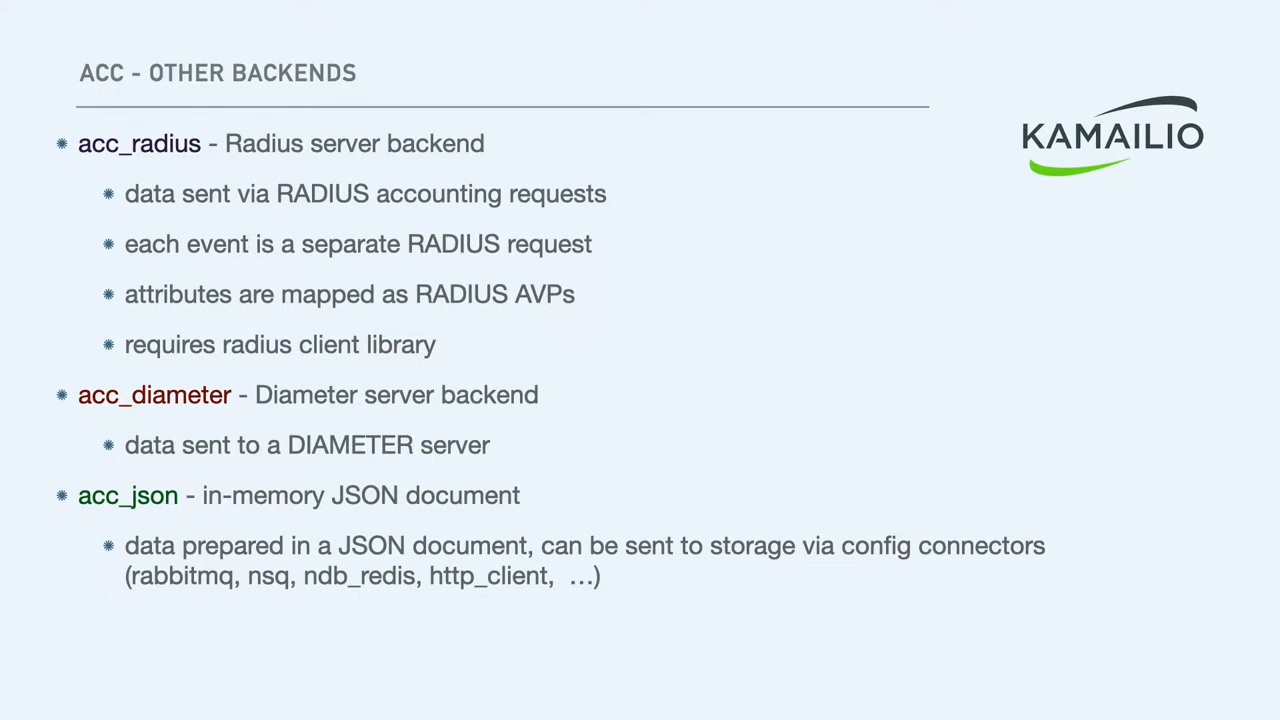 ACC - OTHER BACKENDS
KAMAILIO
acc_radius - Radius server backend
data sent via RADIUS accounting requests
each event is a separate RADIUS request
attributes are mapped as RADIUS AVPs
requires radius client library
acc_diameter - Diameter server backend
data sent to a DIAMETER server
acc_json - in-memory JSON document
data prepared in a JSON document, can be sent to storage via config connectors
(rabbitmq, nsq, ndb_redis, http_client, …)